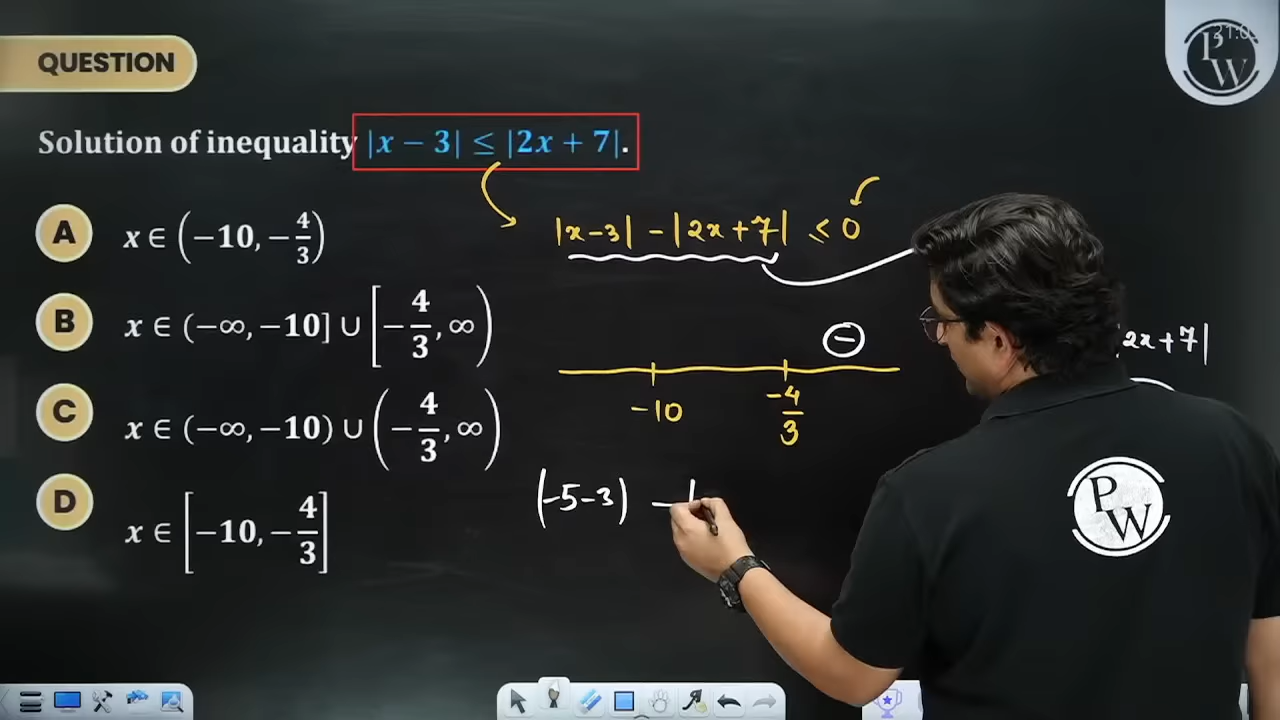 QUESTION
Solution of inequality |x − 3| ≤ |2x + 7|.
A x ∈ (−10, −4/3)
B x ∈ (−∞, −10] ∪ [−4/3, ∞)
C x ∈ (−∞, −10) ∪ (−4/3, ∞)
D x ∈ [−10, −4/3]
|x−3| − |2x+7| ≤ 0
−
−10
−4/3
|2x+7|
|−5−3| −
PW
PW